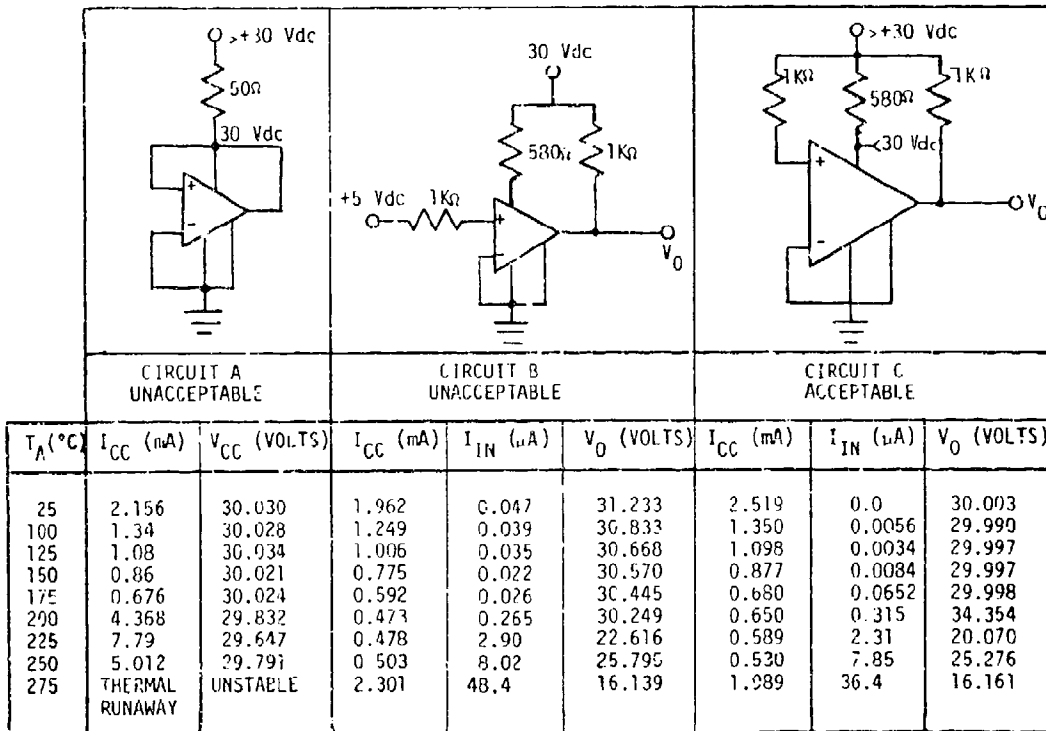 >+30 Vdc
50Ω
30 Vdc
+
-
30 Vdc
580Ω
1KΩ
+5 Vdc
1KΩ
+
-
V0
>+30 Vdc
1KΩ
580Ω
1KΩ
<30 Vdc
+
-
V0
CIRCUIT A
UNACCEPTABLE
CIRCUIT B
UNACCEPTABLE
CIRCUIT C
ACCEPTABLE
TA(°C) ICC (mA) VCC (VOLTS) ICC (mA) IIN (µA) VO (VOLTS) ICC (mA) IIN (µA) VO (VOLTS)
25 2.156 30.030 1.962 0.047 31.233 2.519 0.0 30.003
100 1.34 30.028 1.249 0.039 30.833 1.350 0.0056 29.990
125 1.08 30.034 1.006 0.035 30.668 1.098 0.0034 29.997
150 0.86 30.021 0.775 0.022 30.570 0.877 0.0084 29.997
175 0.676 30.024 0.592 0.026 30.445 0.680 0.0652 29.998
200 4.368 29.832 0.473 0.265 30.249 0.650 0.315 34.354
225 7.79 29.647 0.478 2.90 22.616 0.589 2.31 20.070
250 5.012 29.791 0.503 8.02 25.795 0.530 7.85 25.276
275 THERMAL UNSTABLE 2.301 48.4 16.139 1.989 36.4 16.161
RUNAWAY